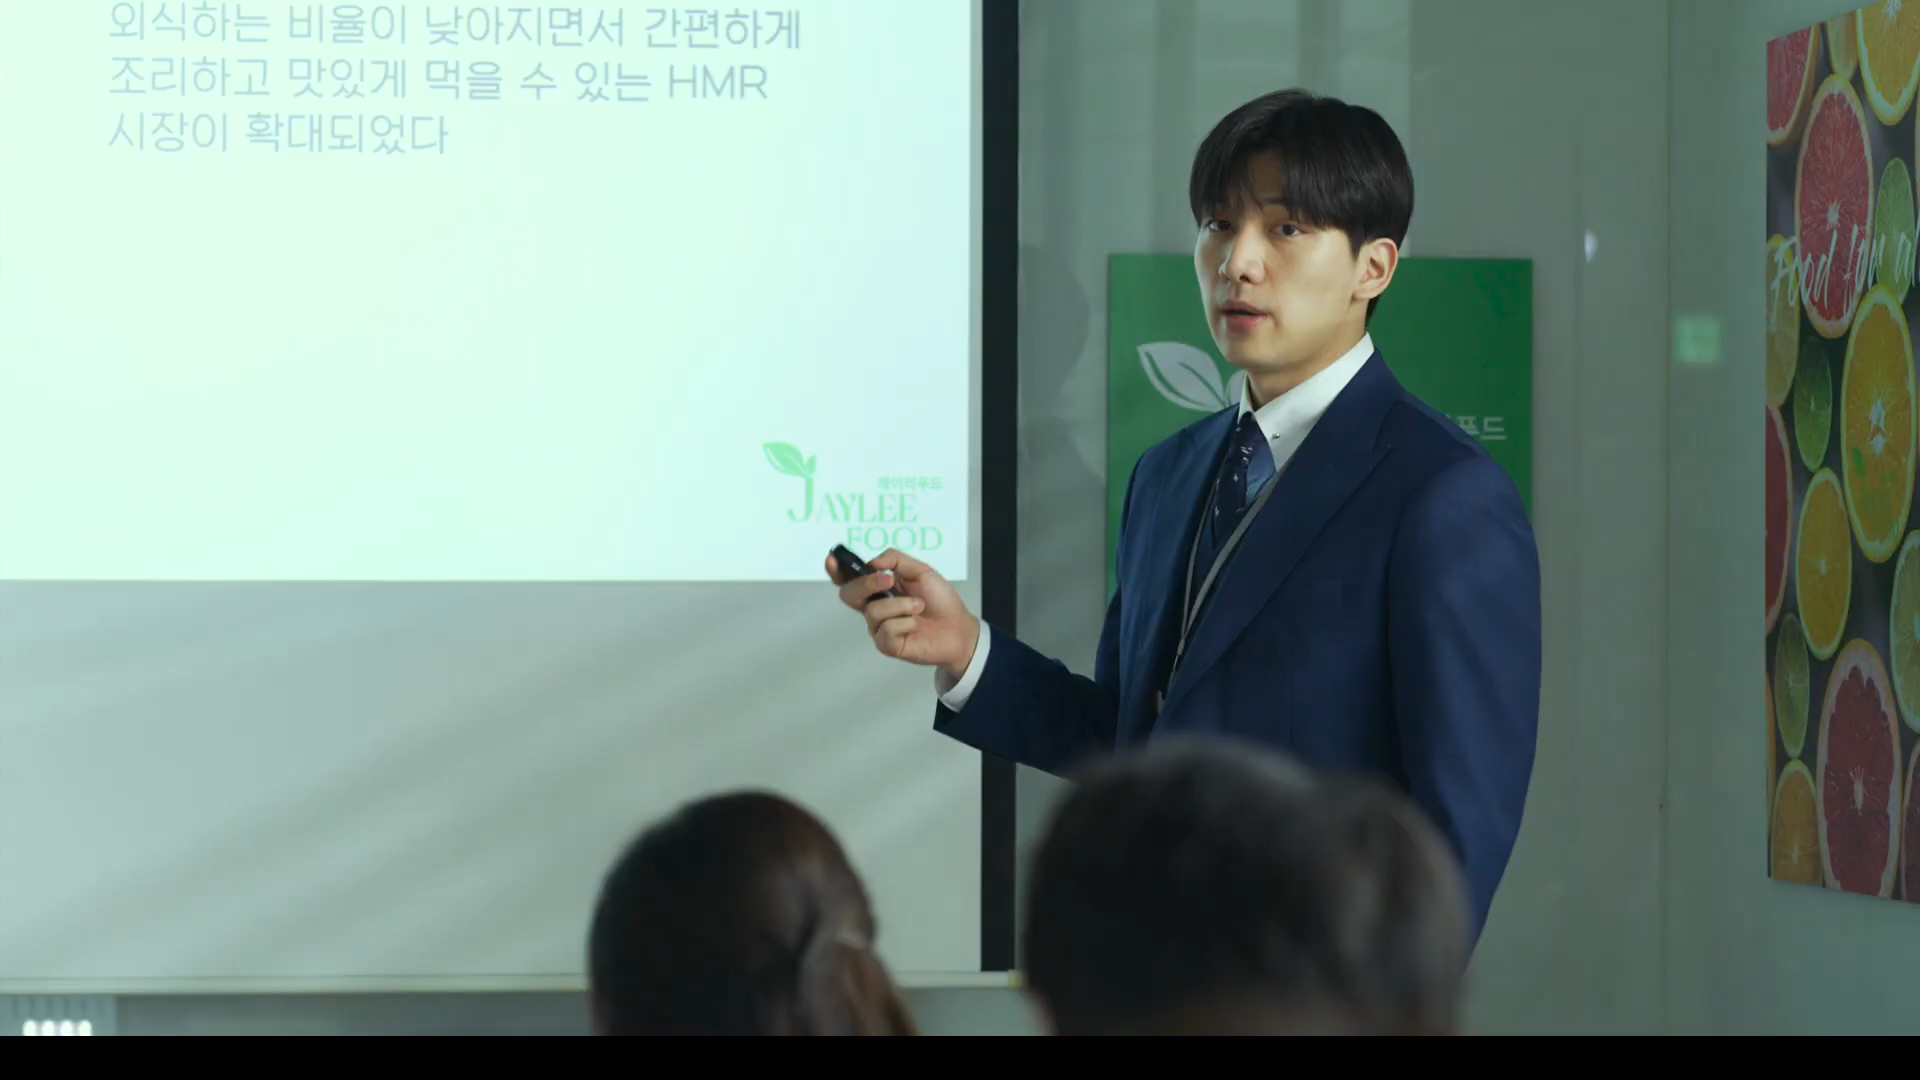 외식하는 비율이 낮아지면서 간편하게
조리하고 맛있게 먹을 수 있는 HMR
시장이 확대되었다
제이리푸드
JAYLEE
FOOD
푸드
Food for